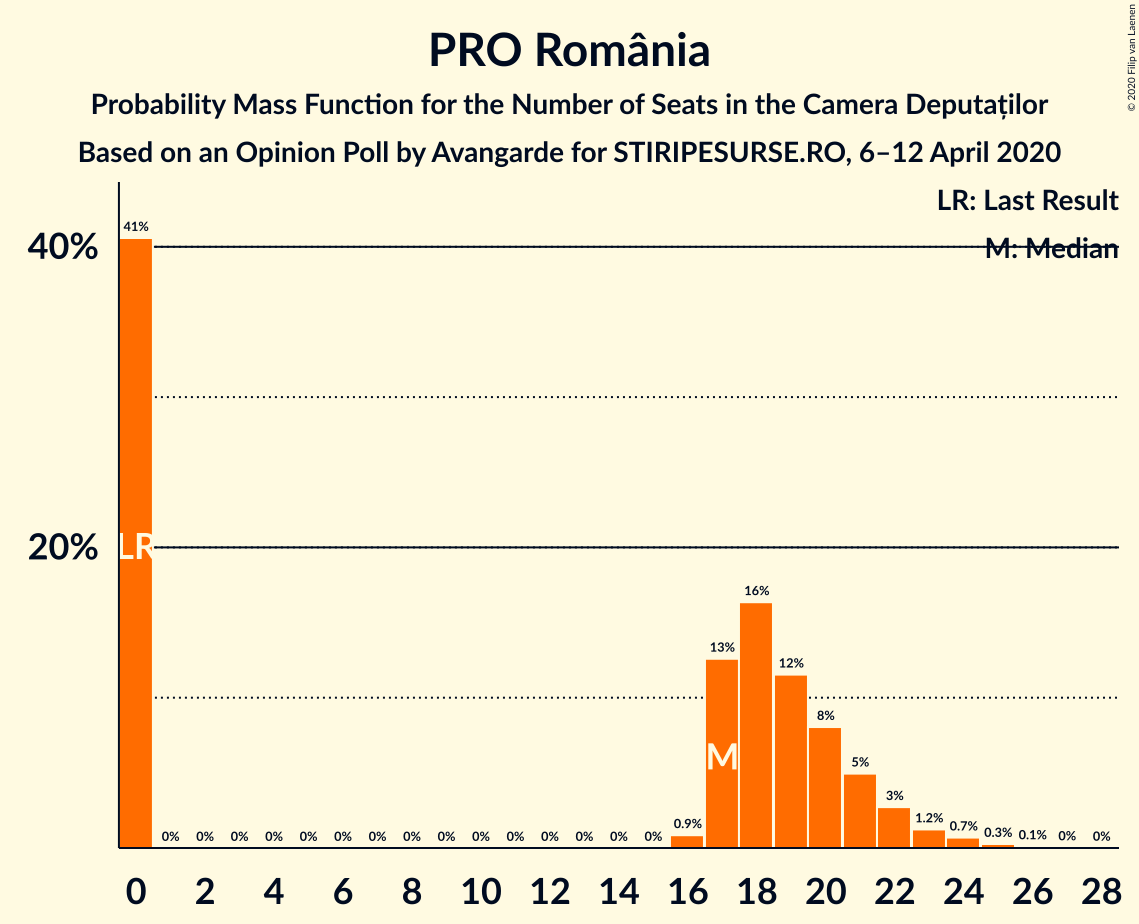 PRO România
Probability Mass Function for the Number of Seats in the Camera Deputaților
Based on an Opinion Poll by Avangarde for STIRIPESURSE.RO, 6–12 April 2020
© 2020 Filip van Laenen
LR: Last Result
M: Median
40%
20%
41% 0% 0% 0% 0% 0% 0% 0% 0% 0% 0% 0% 0% 0% 0% 0% 0.9% 13% 16% 12% 8% 5% 3% 1.2% 0.7% 0.3% 0.1% 0% 0%
LR
M
0 2 4 6 8 10 12 14 16 18 20 22 24 26 28